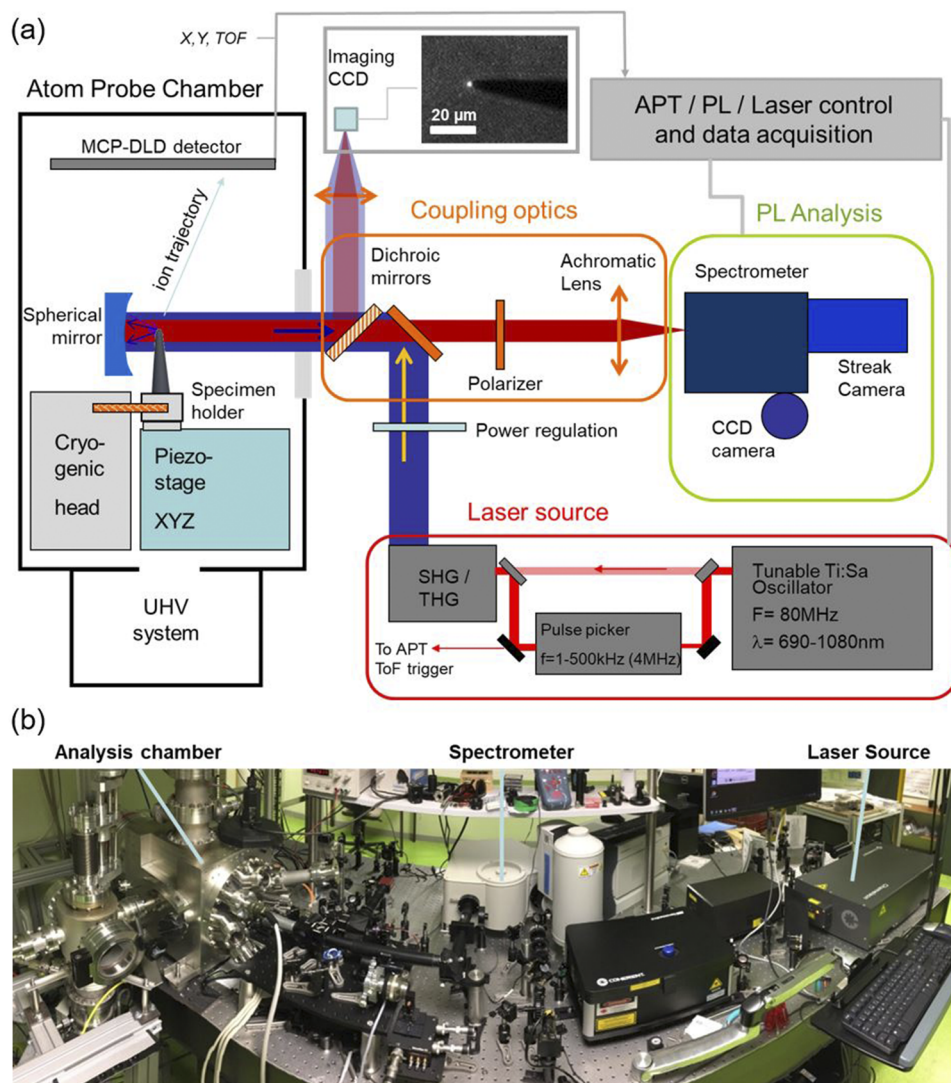 (a)
X,Y, TOF
Imaging
CCD
20 µm
APT / PL / Laser control
and data acquisition
Atom Probe Chamber
MCP-DLD detector
ion trajectory
Spherical
mirror
Specimen
holder
Cryo-
genic
head
Piezo-
stage
XYZ
UHV
system
Coupling optics
Dichroic
mirrors
Achromatic
Lens
Polarizer
Power regulation
PL Analysis
Spectrometer
Streak
Camera
CCD
camera
Laser source
SHG /
THG
Pulse picker
f=1-500kHz (4MHz)
To APT
ToF trigger
Tunable Ti:Sa
Oscillator
F= 80MHz
λ= 690-1080nm
(b)
Analysis chamber
Spectrometer
Laser Source
COHERENT